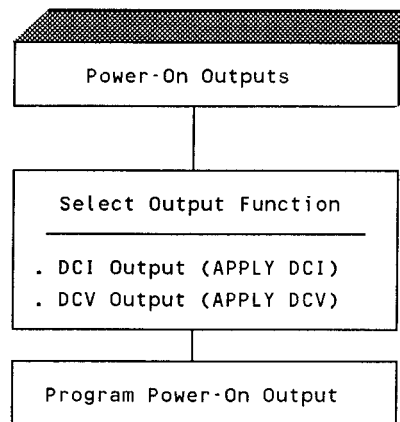 Power-On Outputs
Select Output Function
. DCI Output (APPLY DCI)
. DCV Output (APPLY DCV)
Program Power-On Output